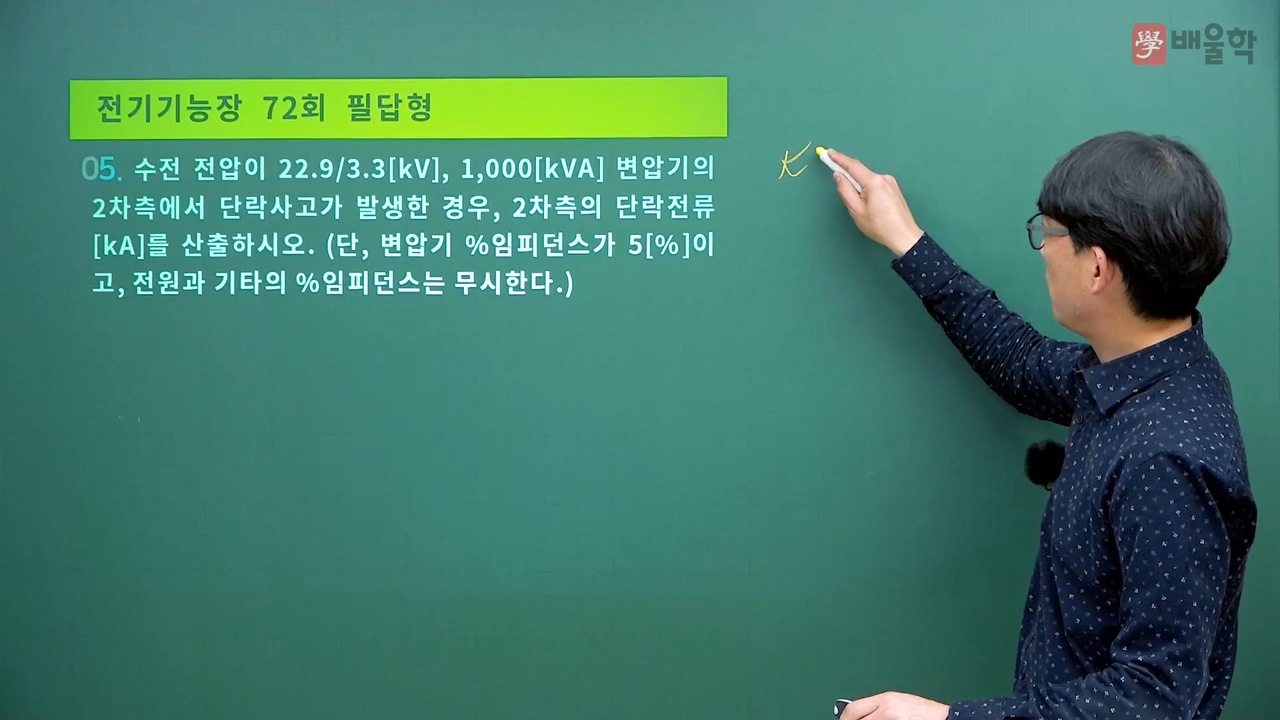 學 배울학
전기기능장 72회 필답형
05. 수전 전압이 22.9/3.3[kV], 1,000[kVA] 변압기의
2차측에서 단락사고가 발생한 경우, 2차측의 단락전류
[kA]를 산출하시오. (단, 변압기 %임피던스가 5[%]이
고, 전원과 기타의 %임피던스는 무시한다.)
K